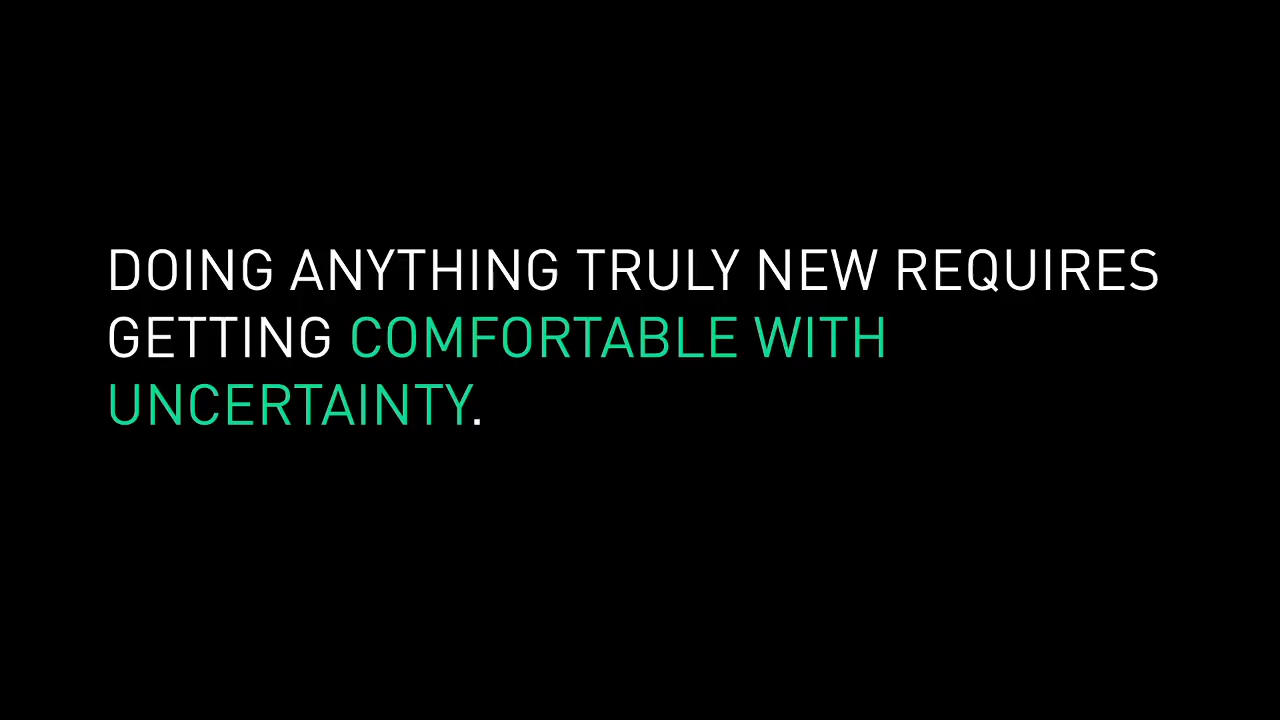 DOING ANYTHING TRULY NEW REQUIRES
GETTING COMFORTABLE WITH
UNCERTAINTY.